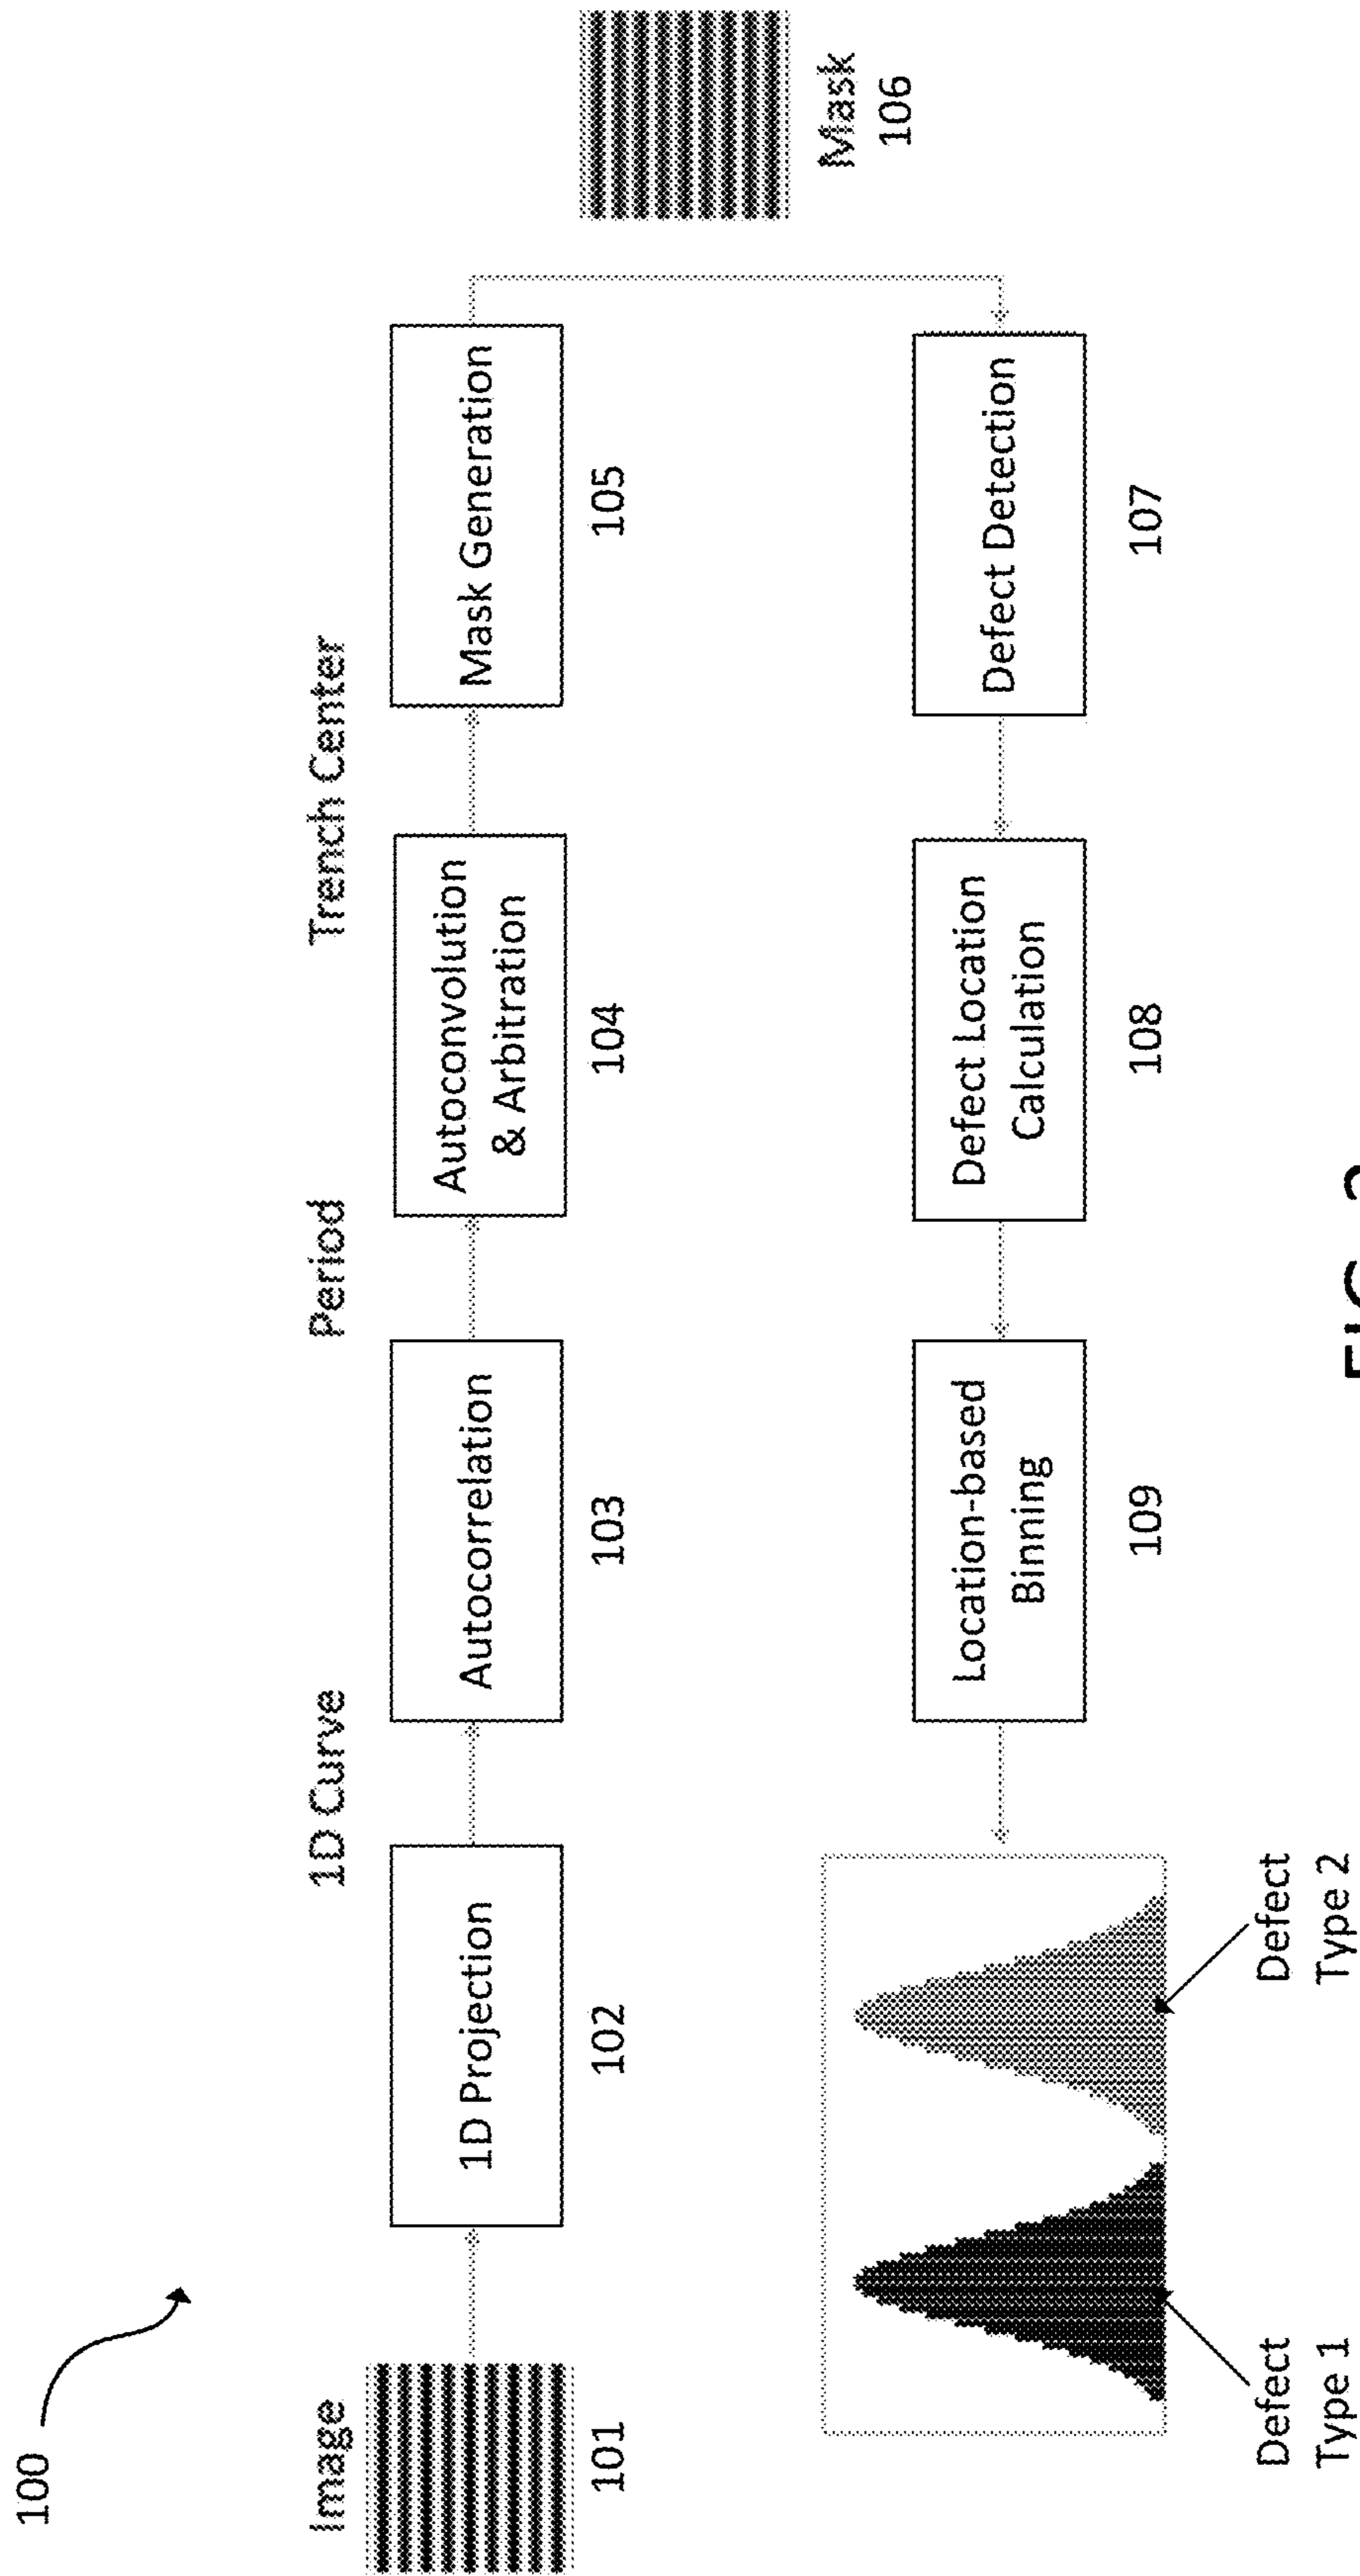 100
Image
101
1D Projection
102
1D Curve
Autocorrelation
103
Period
Autoconvolution
& Arbitration
104
Trench Center
Mask Generation
105
Mask
106
Defect Detection
107
Defect Location
Calculation
108
Location-based
Binning
109
Defect
Type 1
Defect
Type 2